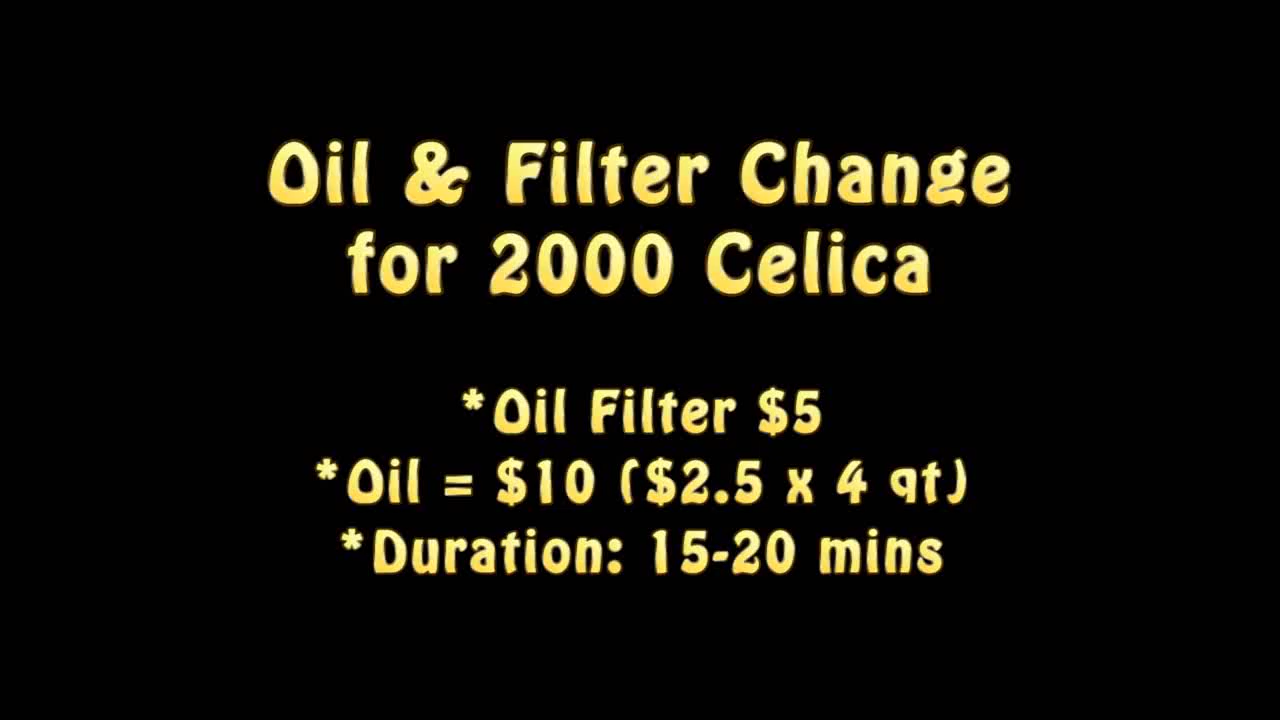 Oil & Filter Change
for 2000 Celica
*Oil Filter $5
*Oil = $10 ($2.5 x 4 qt)
*Duration: 15-20 mins